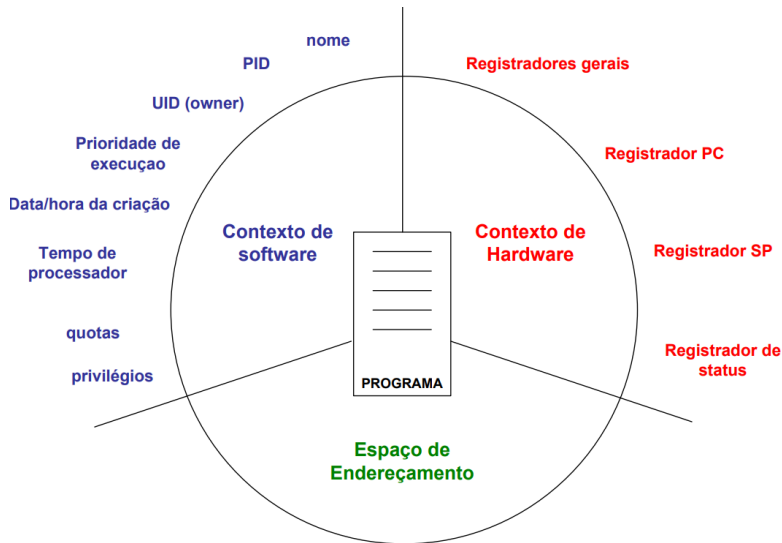 nome
PID
UID (owner)
Prioridade de
execuçao
Data/hora da criação
Tempo de
processador
quotas
privilégios
Contexto de
software
Registradores gerais
Registrador PC
Registrador SP
Registrador de
status
Contexto de
Hardware
PROGRAMA
Espaço de
Endereçamento